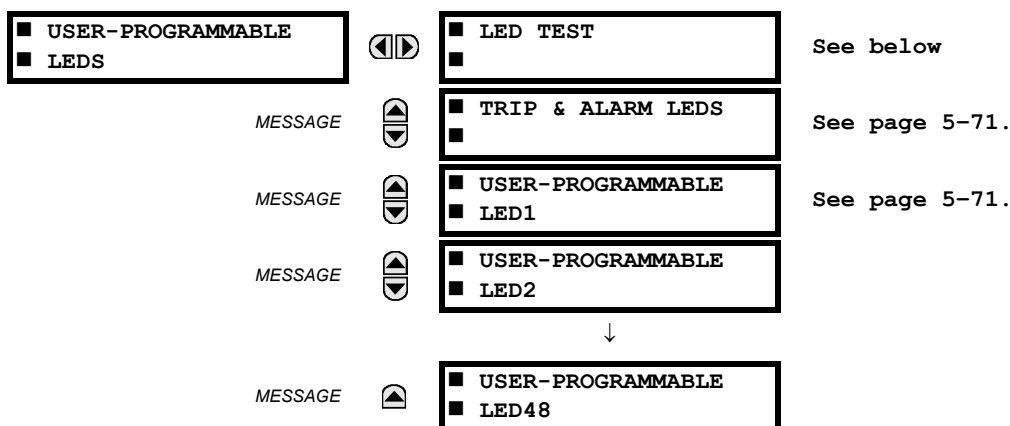 ■ USER-PROGRAMMABLE
■ LEDS
■ LED TEST
■
See below
MESSAGE
■ TRIP & ALARM LEDS
■
See page 5–71.
MESSAGE
■ USER-PROGRAMMABLE
■ LED1
See page 5–71.
MESSAGE
■ USER-PROGRAMMABLE
■ LED2
↓
MESSAGE
■ USER-PROGRAMMABLE
■ LED48